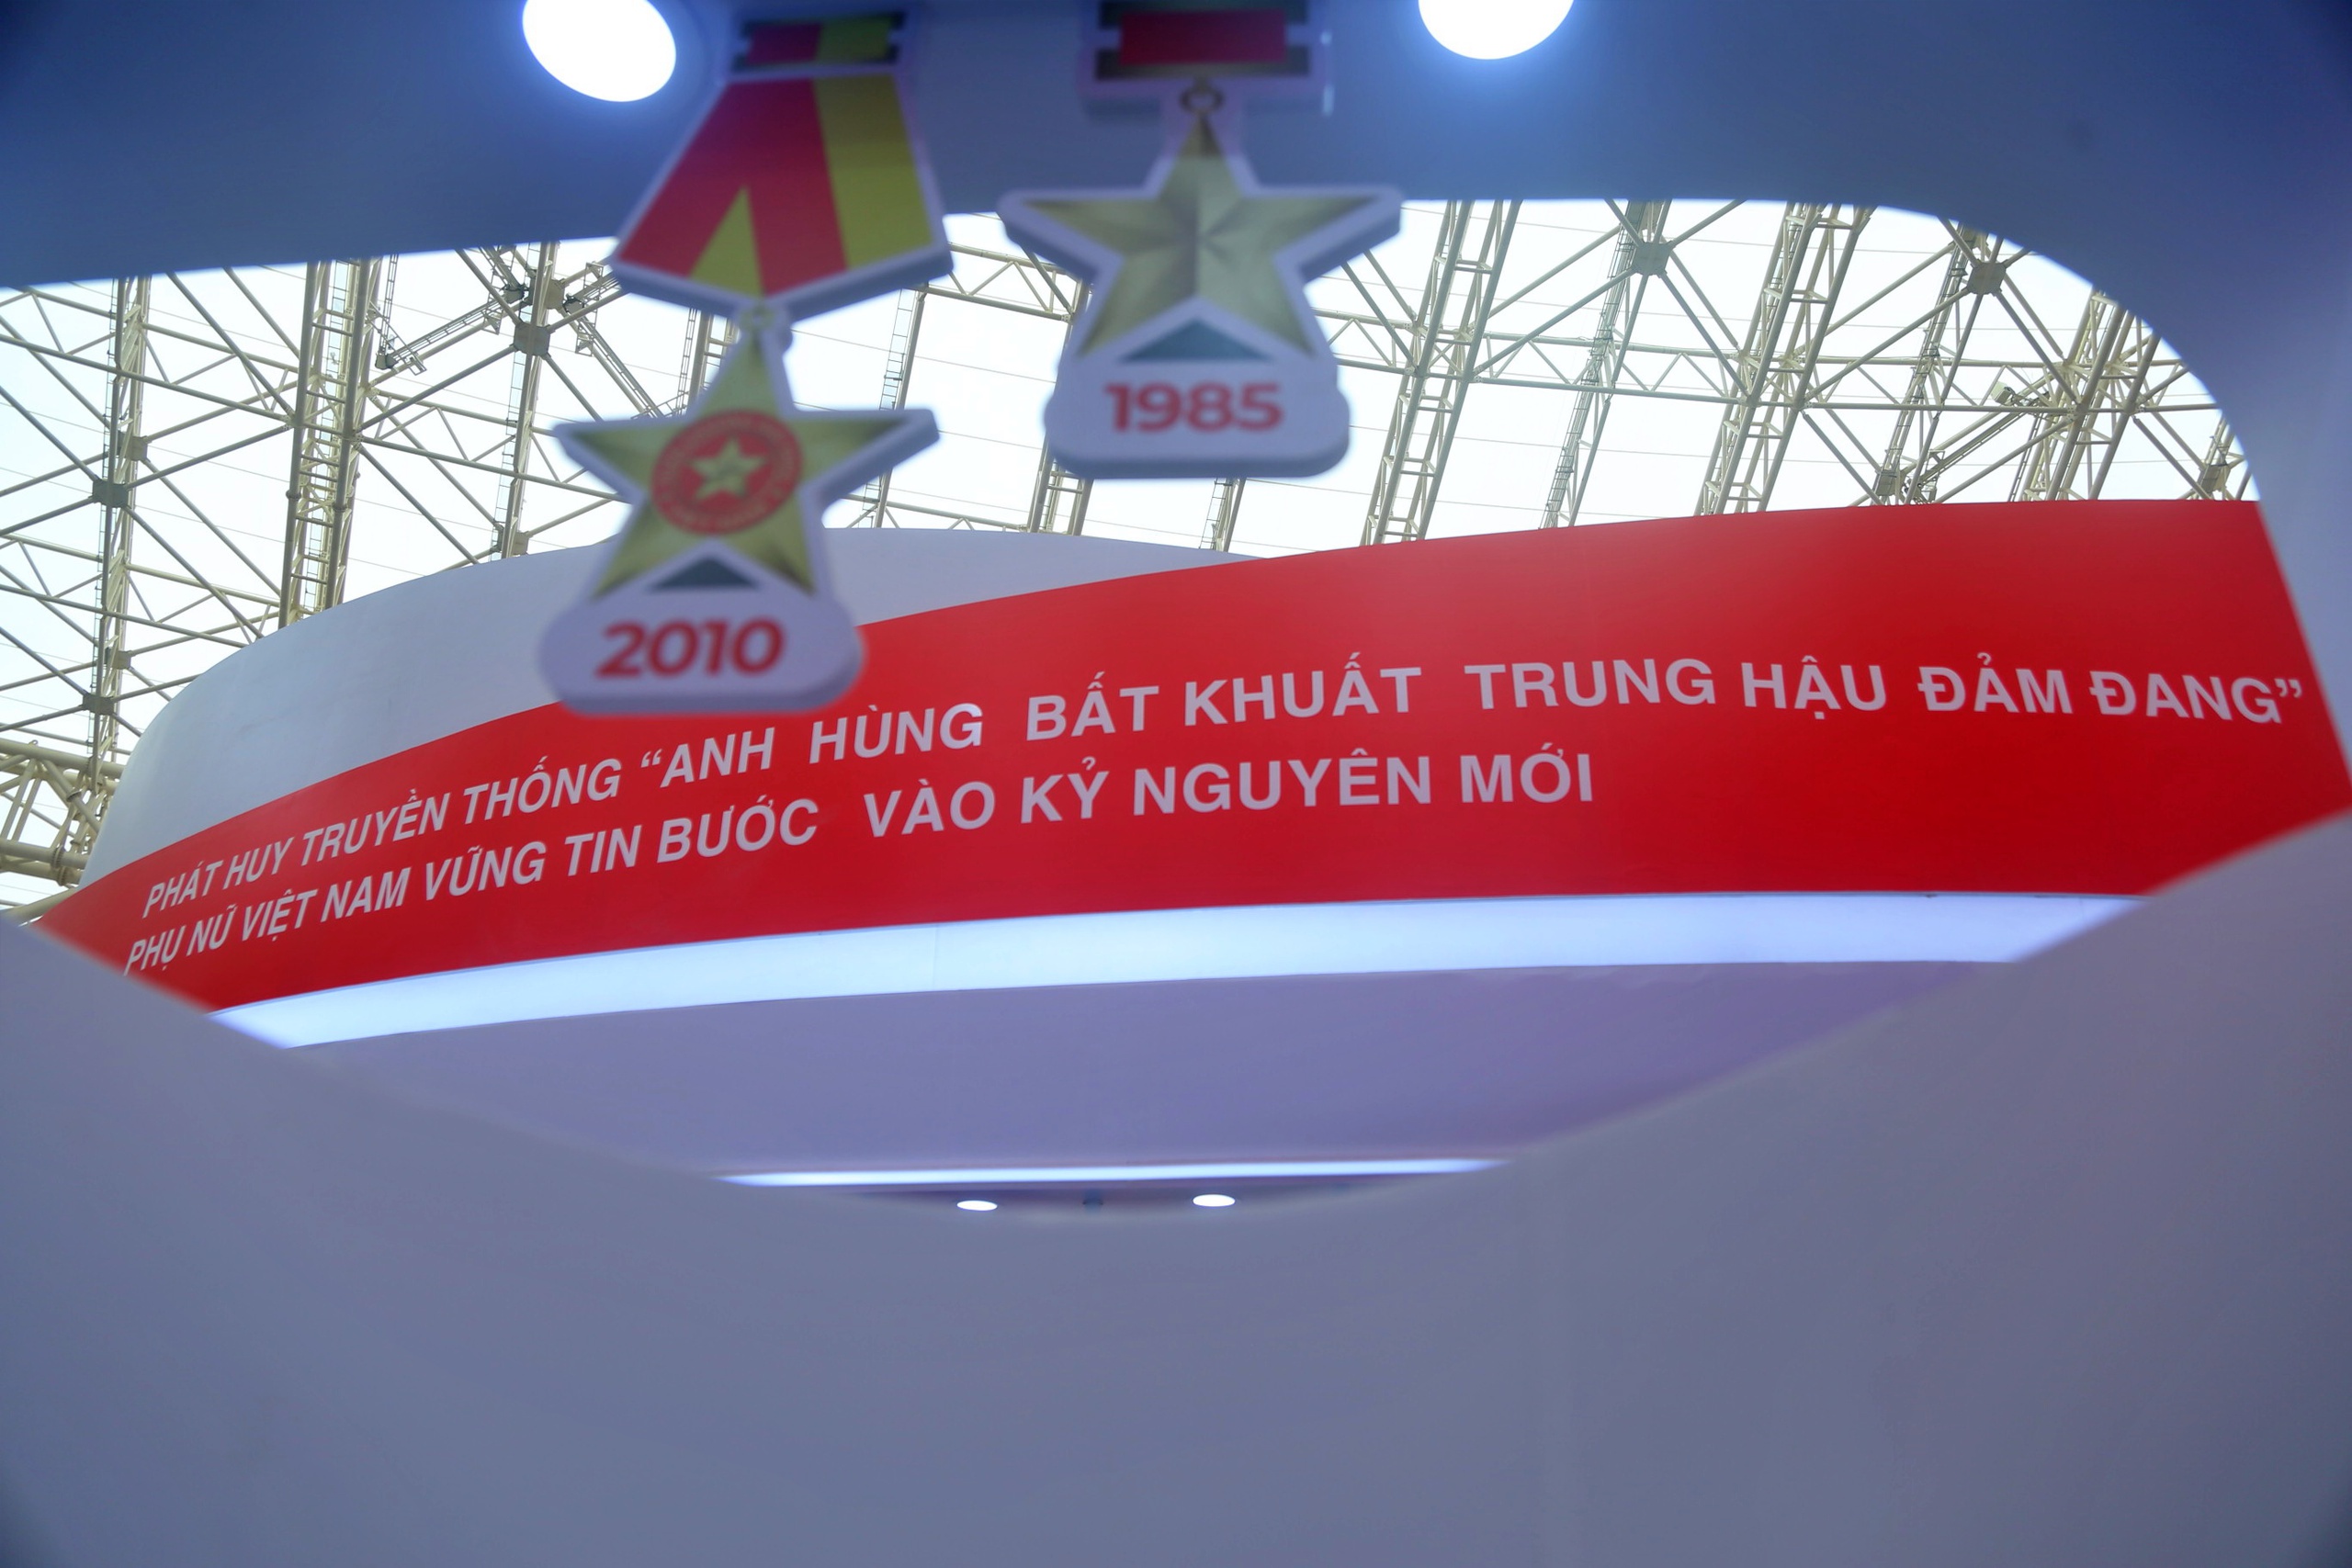 1985
2010
PHÁT HUY TRUYỀN THỐNG “ANH HÙNG BẤT KHUẤT TRUNG HẬU ĐẢM ĐANG”
PHỤ NỮ VIỆT NAM VỮNG TIN BƯỚC VÀO KỶ NGUYÊN MỚI